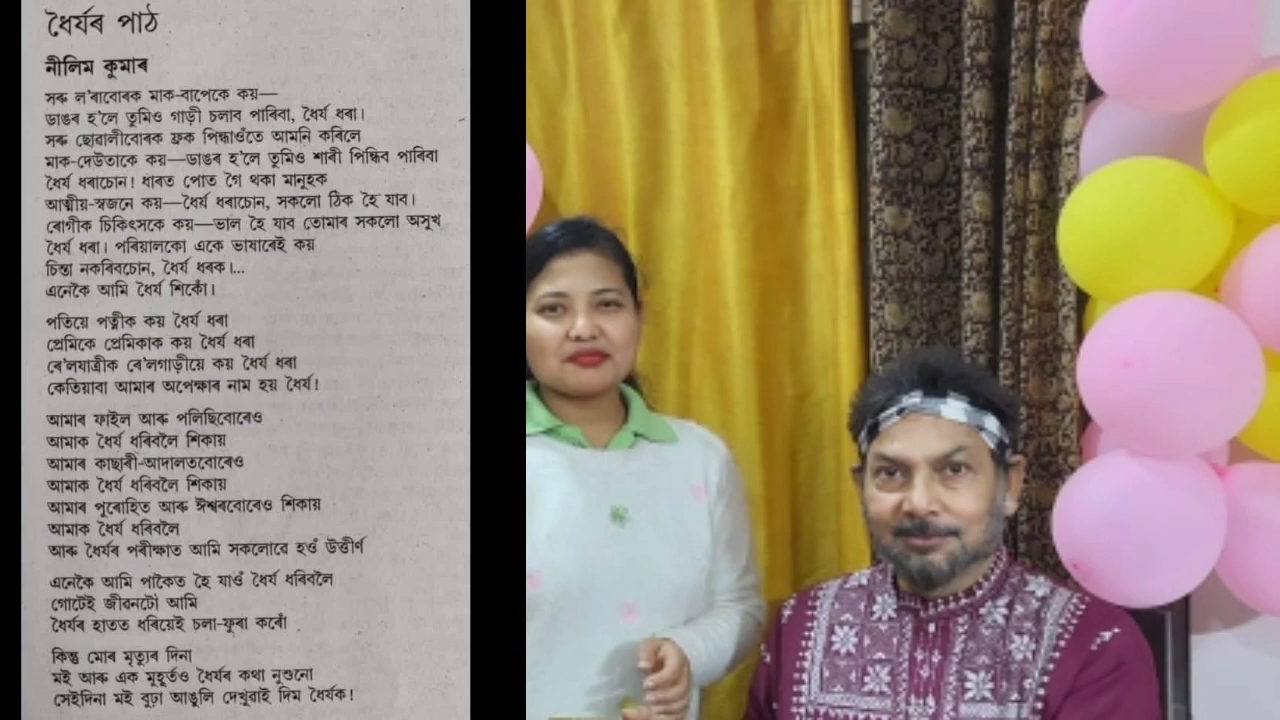 ধৈৰ্যৰ পাঠ
নীলিম কুমাৰ
সৰু ল'ৰাবোৰক মাক-বাপেকে কয়—
ডাঙৰ হ'লে তুমিও গাড়ী চলাব পাৰিবা, ধৈৰ্য ধৰা।
সৰু ছোৱালীবোৰক ফ্ৰক পিন্ধাওঁতে আমনি কৰিলে
মাক-দেউতাকে কয়—ডাঙৰ হ'লে তুমিও শাৰী পিন্ধিব পাৰিবা
ধৈৰ্য ধৰাচোন! ধাৰত পোত গৈ থকা মানুহক
আত্মীয়-স্বজনে কয়—ধৈৰ্য ধৰাচোন, সকলো ঠিক হৈ যাব।
ৰোগীক চিকিৎসকে কয়—ভাল হৈ যাব তোমাৰ সকলো অসুখ
ধৈৰ্য ধৰা। পৰিয়ালকো একে ভাষাৰেই কয়
চিন্তা নকৰিবচোন, ধৈৰ্য ধৰক।...
এনেকৈ আমি ধৈৰ্য শিকোঁ।
পতিয়ে পত্নীক কয় ধৈৰ্য ধৰা
প্ৰেমিকে প্ৰেমিকাক কয় ধৈৰ্য ধৰা
ৰে'লযাত্ৰীক ৰে'লগাড়ীয়ে কয় ধৈৰ্য ধৰা
কেতিয়াবা আমাৰ অপেক্ষাৰ নাম হয় ধৈৰ্য!
আমাৰ ফাইল আৰু পলিছিবোৰেও
আমাক ধৈৰ্য ধৰিবলৈ শিকায়
আমাৰ কাছাৰী-আদালতবোৰেও
আমাক ধৈৰ্য ধৰিবলৈ শিকায়
আমাৰ পুৰোহিত আৰু ঈশ্বৰবোৰেও শিকায়
আমাক ধৈৰ্য ধৰিবলৈ
আৰু ধৈৰ্যৰ পৰীক্ষাত আমি সকলোৱে হওঁ উত্তীৰ্ণ
এনেকৈ আমি পাকৈত হৈ যাওঁ ধৈৰ্য ধৰিবলৈ
গোটেই জীৱনটো আমি
ধৈৰ্যৰ হাতত ধৰিয়েই চলা-ফুৰা কৰোঁ
কিন্তু মোৰ মৃত্যুৰ দিনা
মই আৰু এক মুহূৰ্তও ধৈৰ্যৰ কথা নুশুনো
সেইদিনা মই বুঢ়া আঙুলি দেখুৱাই দিম ধৈৰ্যক!